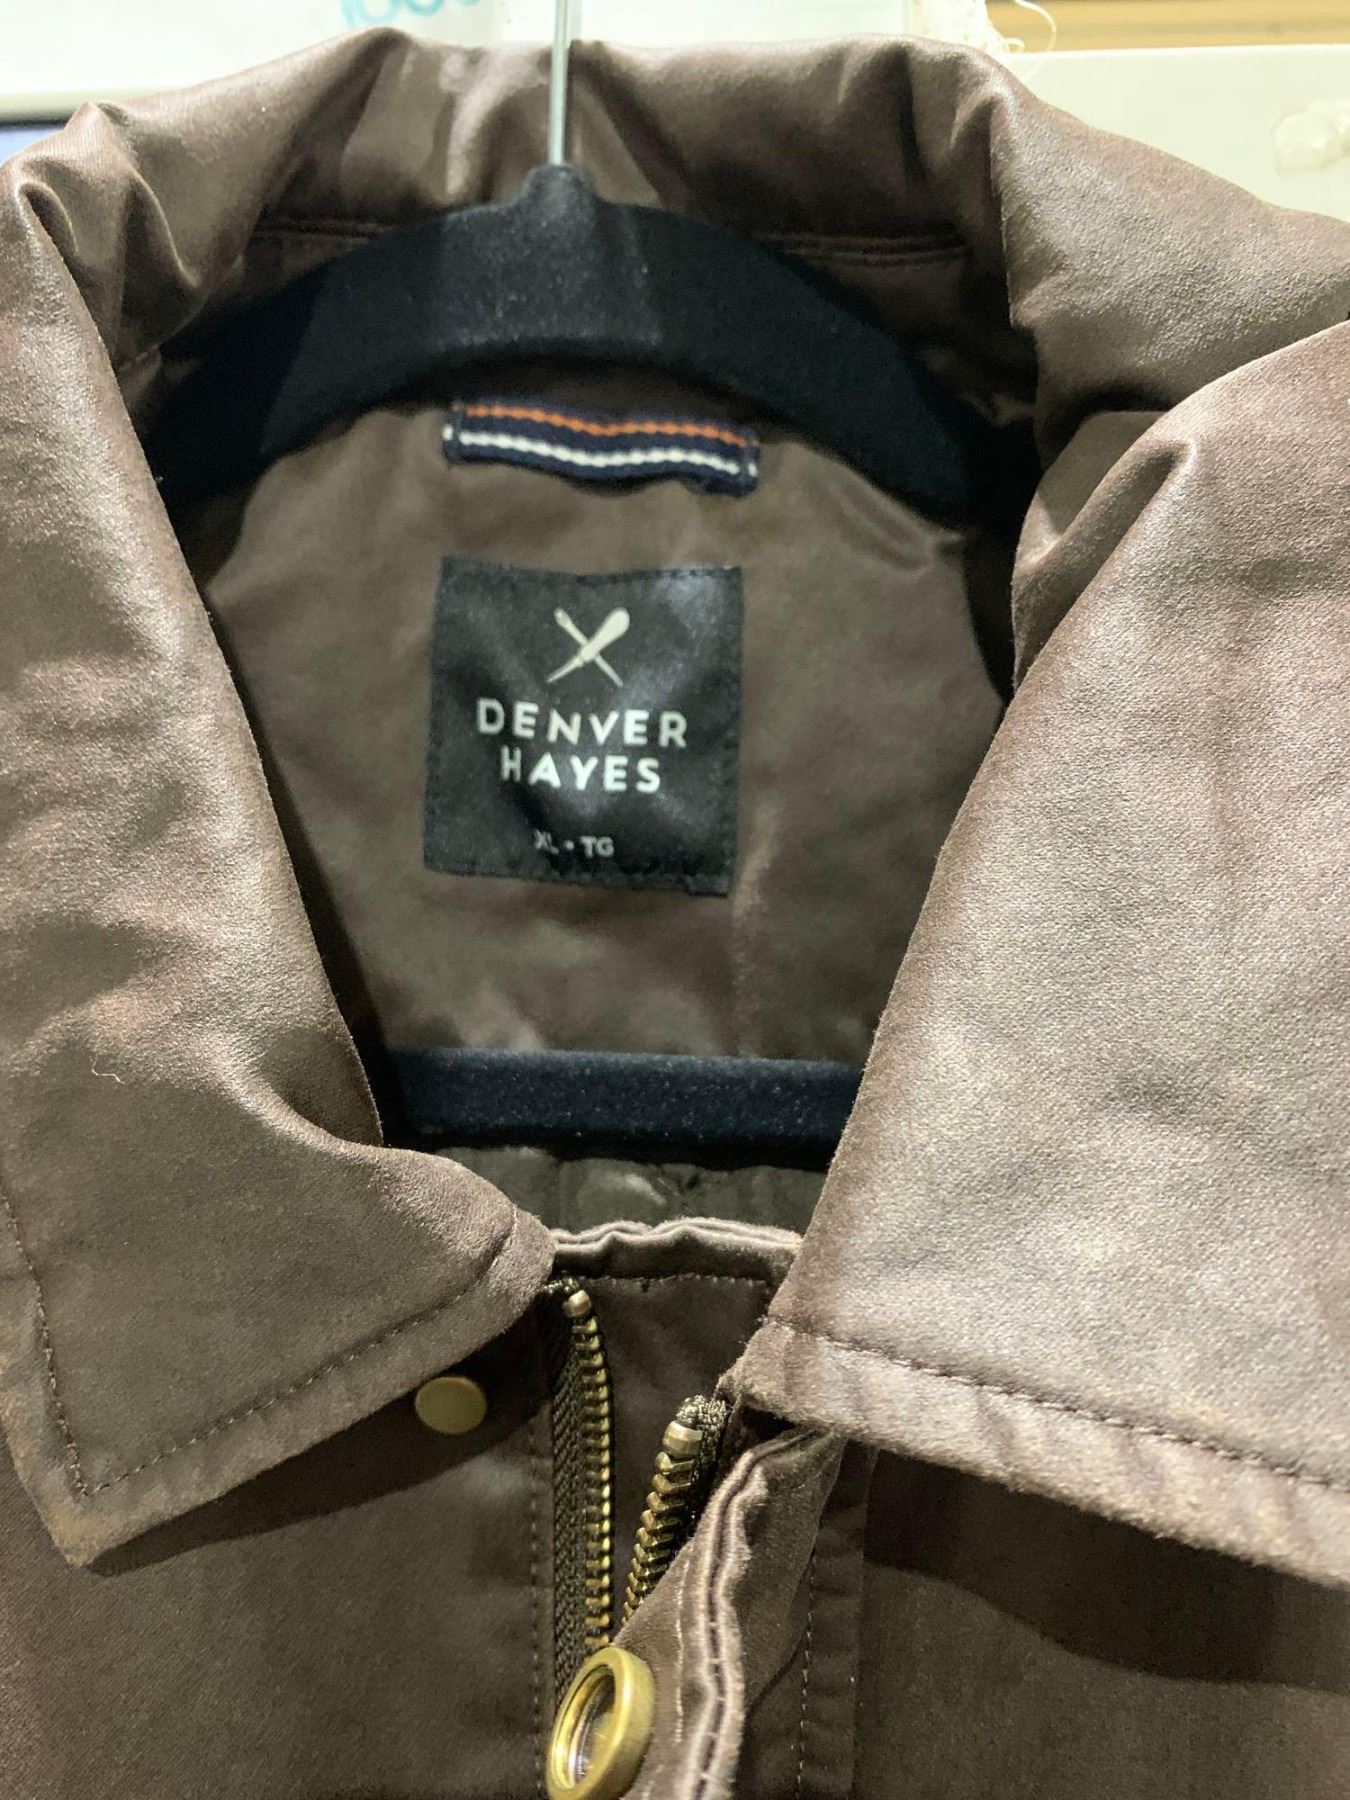 DENVER
HAYES
XL • TG